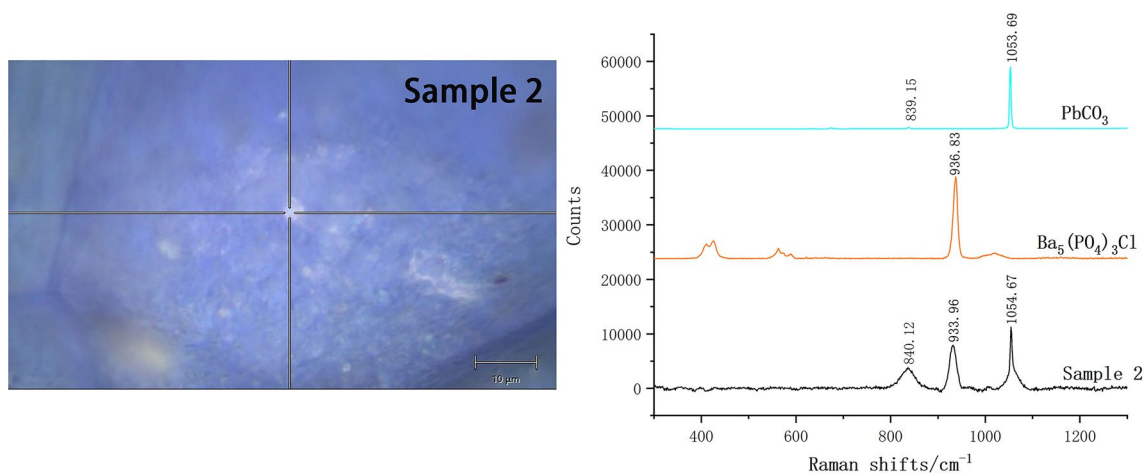 Sample 2
10 μm
1053.69
60000
839.15
50000
PbCO₃
936.83
40000
30000
Ba₅(PO₄)₃Cl
Counts
20000
1054.67
933.96
840.12
10000
Sample 2
0
400 600 800 1000 1200
Raman shifts/cm⁻¹